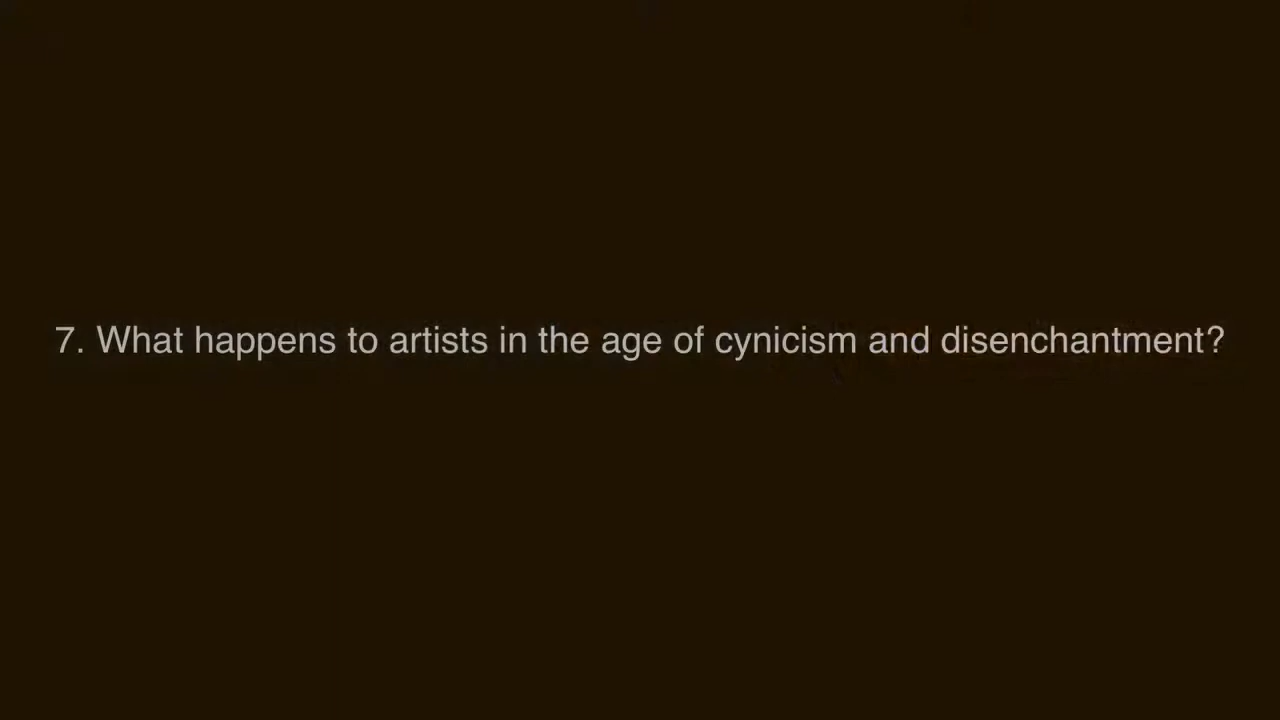 7. What happens to artists in the age of cynicism and disenchantment?